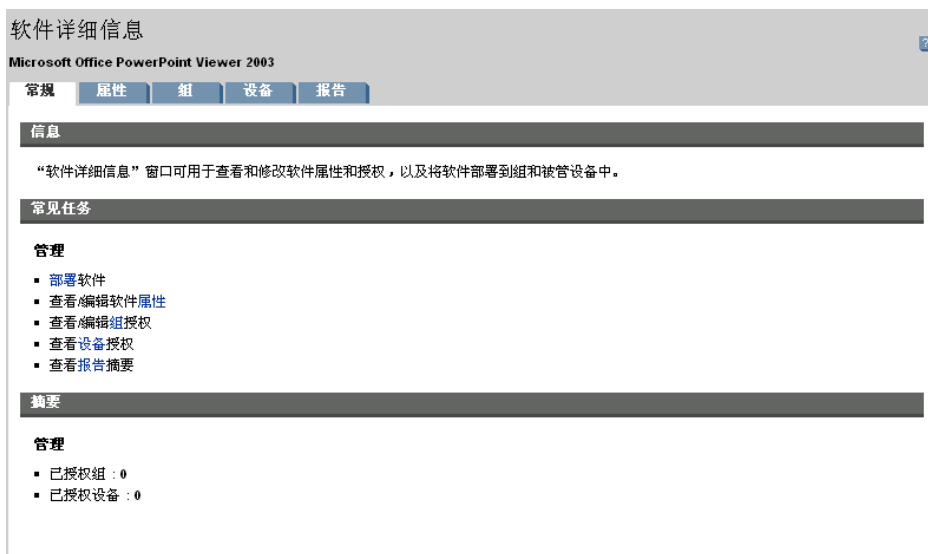 软件详细信息
?
Microsoft Office PowerPoint Viewer 2003
常规 属性 组 设备 报告
信息
“软件详细信息”窗口可用于查看和修改软件属性和授权，以及将软件部署到组和被管设备中。
常见任务
管理
▪ 部署软件
▪ 查看/编辑软件属性
▪ 查看/编辑组授权
▪ 查看设备授权
▪ 查看报告摘要
摘要
管理
▪ 已授权组：0
▪ 已授权设备：0